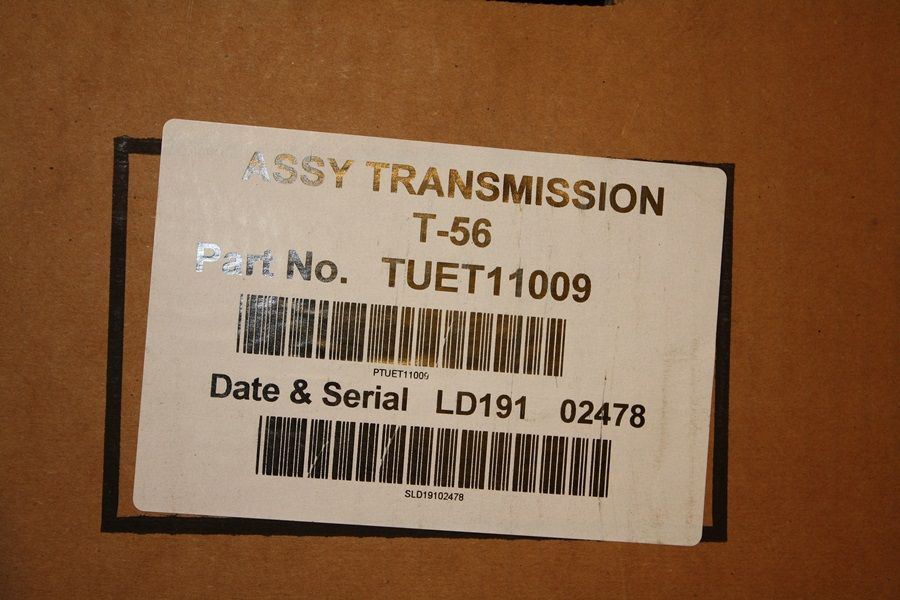 ASSY TRANSMISSION
T-56
Part No. TUET11009
PTUET11009
Date & Serial LD191 02478
SLD19102478